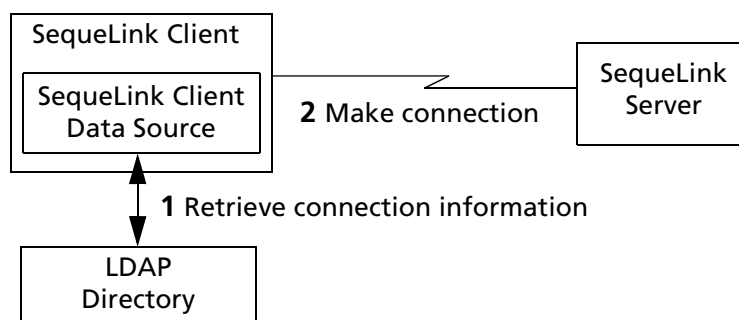 SequeLink Client
SequeLink Client
Data Source
2 Make connection
SequeLink
Server
1 Retrieve connection information
LDAP
Directory